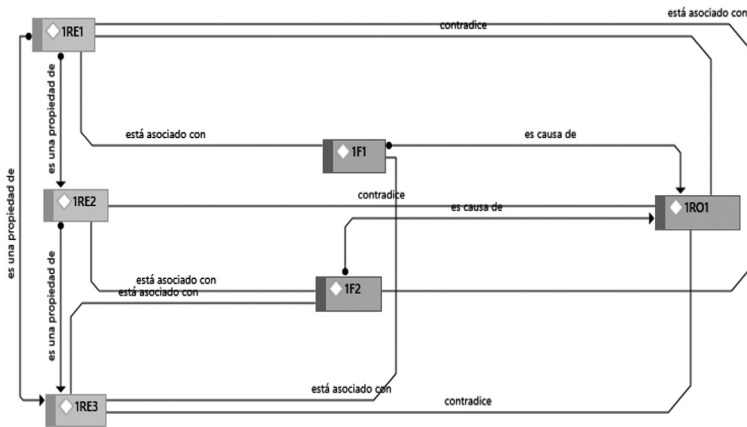 está asociado con
1RE1
contradice
es una propiedad de
es una propiedad de
está asociado con
es causa de
1F1
1RE2
contradice
es causa de
1RO1
es una propiedad de
está asociado con
está asociado con
1F2
está asociado con
1RE3
contradice